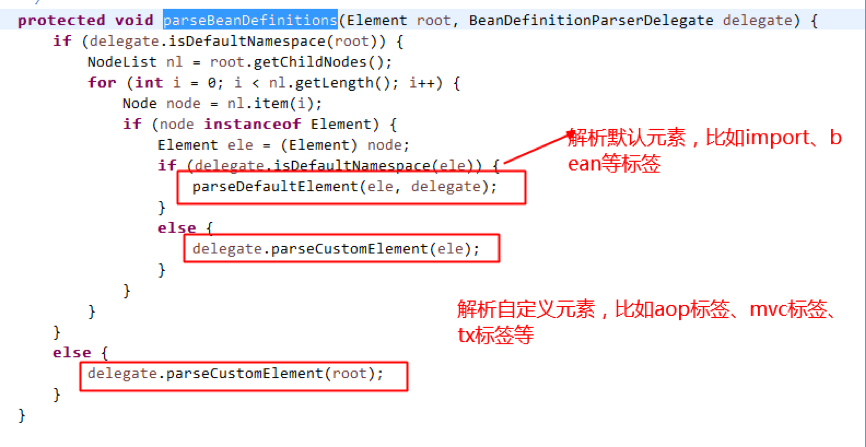 protected void parseBeanDefinitions(Element root, BeanDefinitionParserDelegate delegate) {
if (delegate.isDefaultNamespace(root)) {
NodeList nl = root.getChildNodes();
for (int i = 0; i < nl.getLength(); i++) {
Node node = nl.item(i);
if (node instanceof Element) {
Element ele = (Element) node;
if (delegate.isDefaultNamespace(ele)) {
parseDefaultElement(ele, delegate);
}
else {
delegate.parseCustomElement(ele);
}
}
}
}
else {
delegate.parseCustomElement(root);
}
}
解析默认元素，比如import、b
ean等标签
解析自定义元素，比如aop标签、mvc标签、
tx标签等